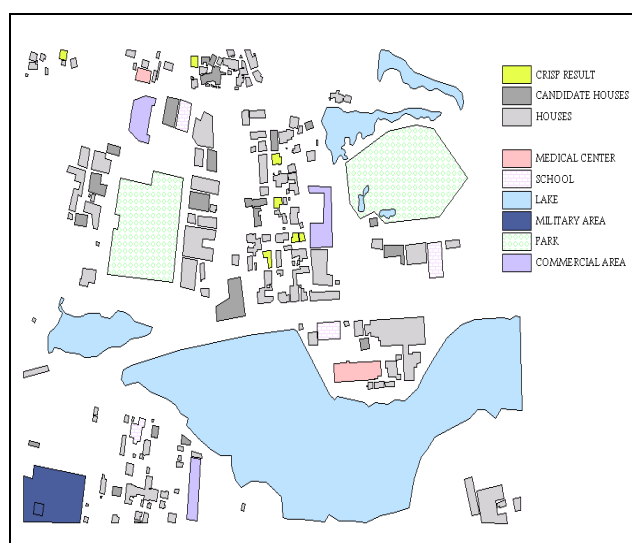 CRISP RESULT
CANDIDATE HOUSES
HOUSES
MEDICAL CENTER
SCHOOL
LAKE
MILITARY AREA
PARK
COMMERCIAL AREA